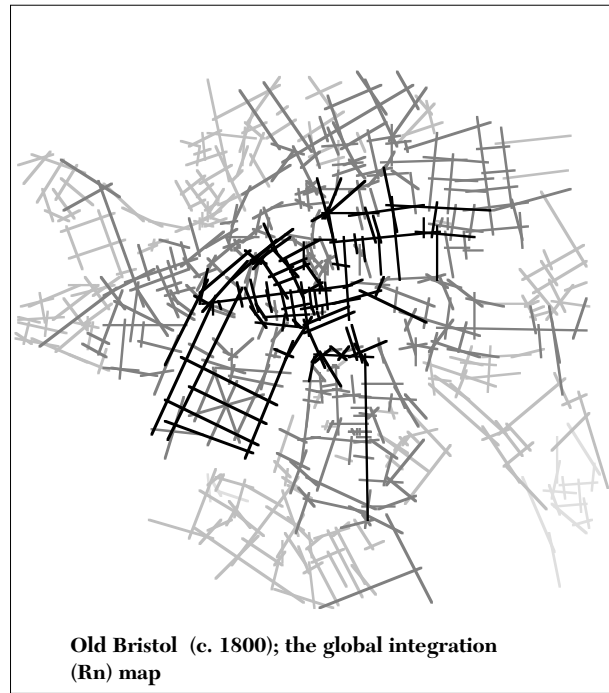 Old Bristol (c. 1800); the global integration
(Rn) map